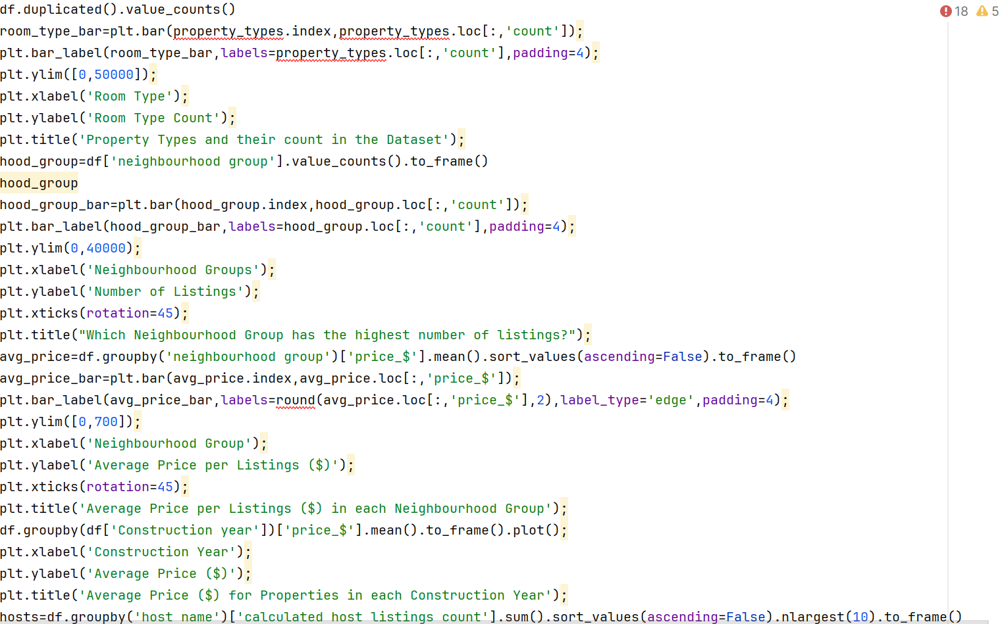 df.duplicated().value_counts()
18 5
room_type_bar=plt.bar(property_types.index,property_types.loc[:,'count']);
plt.bar_label(room_type_bar,labels=property_types.loc[:,'count'],padding=4);
plt.ylim([0,50000]);
plt.xlabel('Room Type');
plt.ylabel('Room Type Count');
plt.title('Property Types and their count in the Dataset');
hood_group=df['neighbourhood group'].value_counts().to_frame()
hood_group
hood_group_bar=plt.bar(hood_group.index,hood_group.loc[:,'count']);
plt.bar_label(hood_group_bar,labels=hood_group.loc[:,'count'],padding=4);
plt.ylim(0,40000);
plt.xlabel('Neighbourhood Groups');
plt.ylabel('Number of Listings');
plt.xticks(rotation=45);
plt.title("Which Neighbourhood Group has the highest number of listings?");
avg_price=df.groupby('neighbourhood group')['price_$'].mean().sort_values(ascending=False).to_frame()
avg_price_bar=plt.bar(avg_price.index,avg_price.loc[:,'price_$']);
plt.bar_label(avg_price_bar,labels=round(avg_price.loc[:,'price_$'],2),label_type='edge',padding=4);
plt.ylim([0,700]);
plt.xlabel('Neighbourhood Group');
plt.ylabel('Average Price per Listings ($)');
plt.xticks(rotation=45);
plt.title('Average Price per Listings ($) in each Neighbourhood Group');
df.groupby(df['Construction year'])['price_$'].mean().to_frame().plot();
plt.xlabel('Construction Year');
plt.ylabel('Average Price ($)');
plt.title('Average Price ($) for Properties in each Construction Year');
hosts=df.groupby('host name')['calculated host listings count'].sum().sort_values(ascending=False).nlargest(10).to_frame()